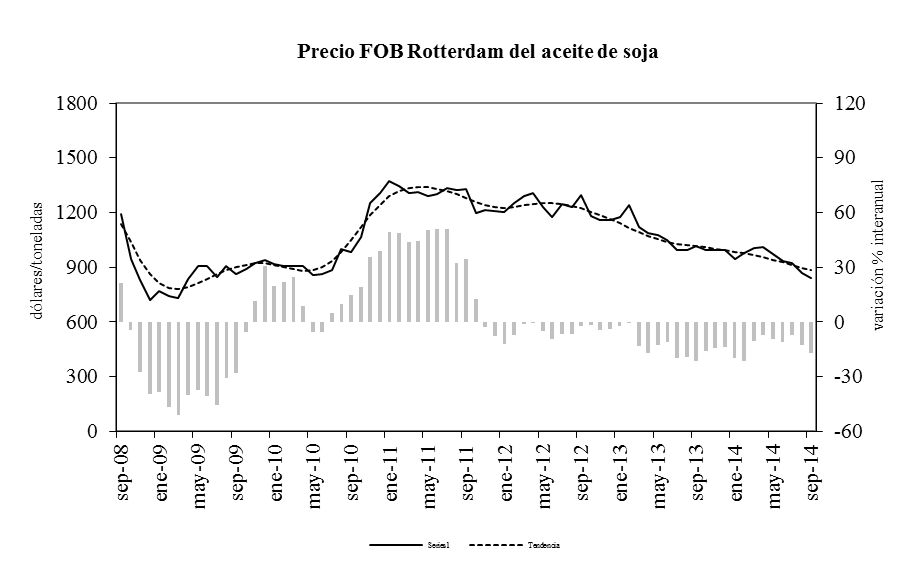 Precio FOB Rotterdam del aceite de soja
1800
1500
1200
900
600
300
0
dólares/toneladas
120
90
60
30
0
-30
-60
variación % interanual
sep-08
ene-09
may-09
sep-09
ene-10
may-10
sep-10
ene-11
may-11
sep-11
ene-12
may-12
sep-12
ene-13
may-13
sep-13
ene-14
may-14
sep-14
Series1
Tendencia